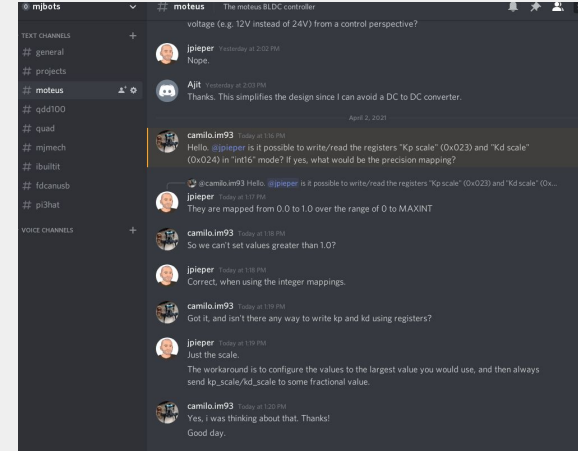 mjbots
# moteus The moteus BLDC controller
TEXT CHANNELS
# general
# projects
# moteus
# qdd100
# quad
# mjmech
# ibuiltit
# fdcanusb
# pi3hat
VOICE CHANNELS
voltage (e.g. 12V instead of 24V) from a control perspective?
jpieper Yesterday at 2:02 PM
Nope.
Ajit Yesterday at 2:03 PM
Thanks. This simplifies the design since I can avoid a DC to DC converter.
April 2, 2021
camilo.im93 Today at 1:16 PM
Hello. @jpieper is it possible to write/read the registers "Kp scale" (0X023) and "Kd scale"
(0x024) in "int16" mode? If yes, what would be the precision mapping?
@camilo.im93 Hello. @jpieper is it possible to write/read the registers "Kp scale" (0X023) and "Kd scale" (0x...
jpieper Today at 1:17 PM
They are mapped from 0.0 to 1.0 over the range of 0 to MAXINT
camilo.im93 Today at 1:18 PM
So we can't set values greater than 1.0?
jpieper Today at 1:18 PM
Correct, when using the integer mappings.
camilo.im93 Today at 1:19 PM
Got it, and isn't there any way to write kp and kd using registers?
jpieper Today at 1:19 PM
Just the scale.
The workaround is to configure the values to the largest value you would use, and then always
send kp_scale/kd_scale to some fractional value.
camilo.im93 Today at 1:20 PM
Yes, i was thinking about that. Thanks!
Good day.